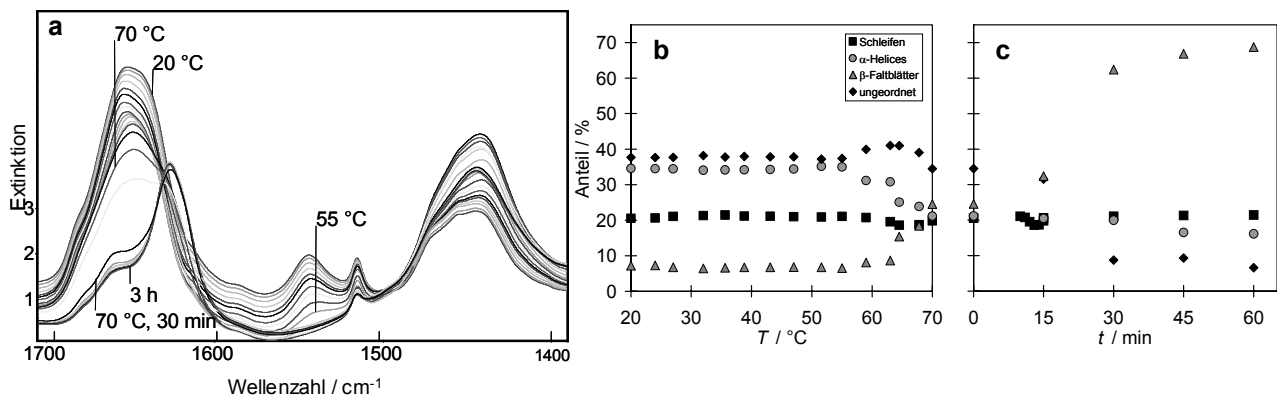 a
70 °C
20 °C
55 °C
3 h
70 °C, 30 min
Extinktion
3
2
1
1700 1600 1500 1400
Wellenzahl / cm⁻¹
b
Schleifen
α-Helices
β-Faltblätter
ungeordnet
Anteil / %
70
60
50
40
30
20
10
0
20 30 40 50 60 70
T / °C
c
0 15 30 45 60
t / min